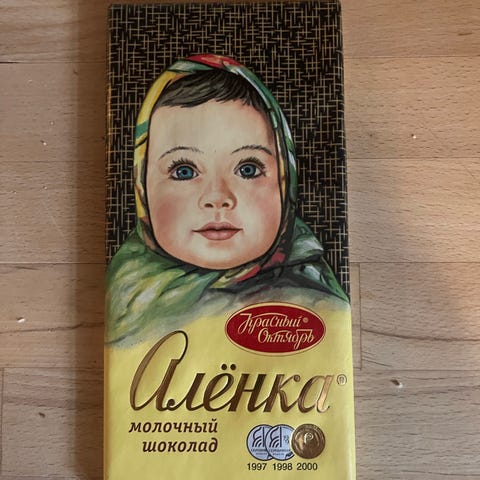 Красный®
Октябрь
Алёнка®
молочный
шоколад
1997 1998 2000